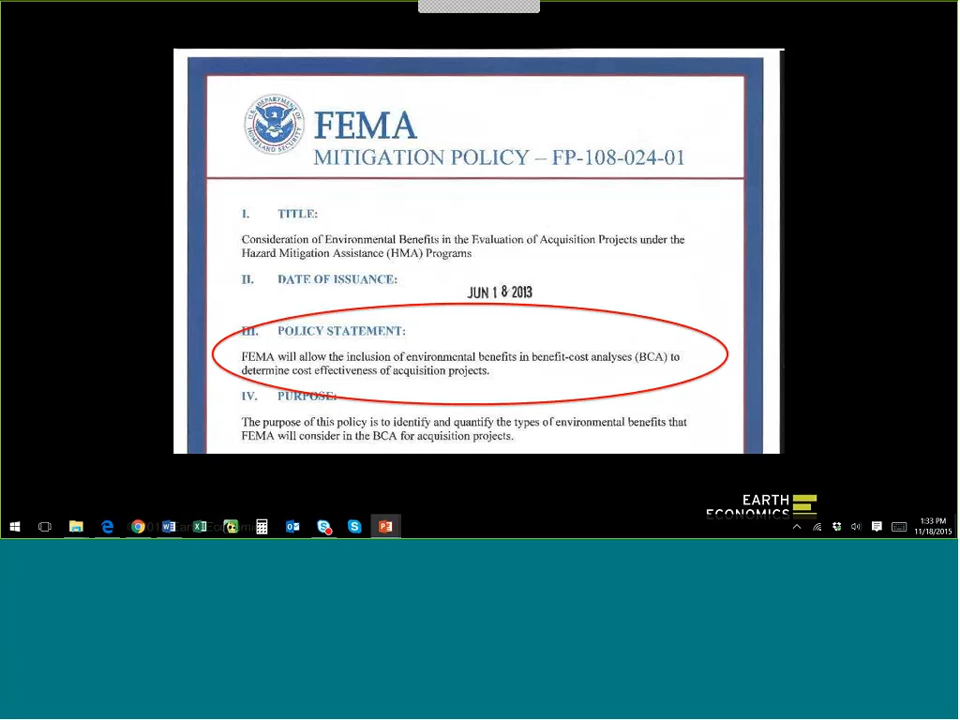 FEMA
MITIGATION POLICY – FP-108-024-01
I. TITLE:
Consideration of Environmental Benefits in the Evaluation of Acquisition Projects under the
Hazard Mitigation Assistance (HMA) Programs
II. DATE OF ISSUANCE:
JUN 18 2013
III. POLICY STATEMENT:
FEMA will allow the inclusion of environmental benefits in benefit-cost analyses (BCA) to
determine cost effectiveness of acquisition projects.
IV. PURPOSE:
The purpose of this policy is to identify and quantify the types of environmental benefits that
FEMA will consider in the BCA for acquisition projects.
EARTH
ECONOMICS
1:33 PM
11/18/2015